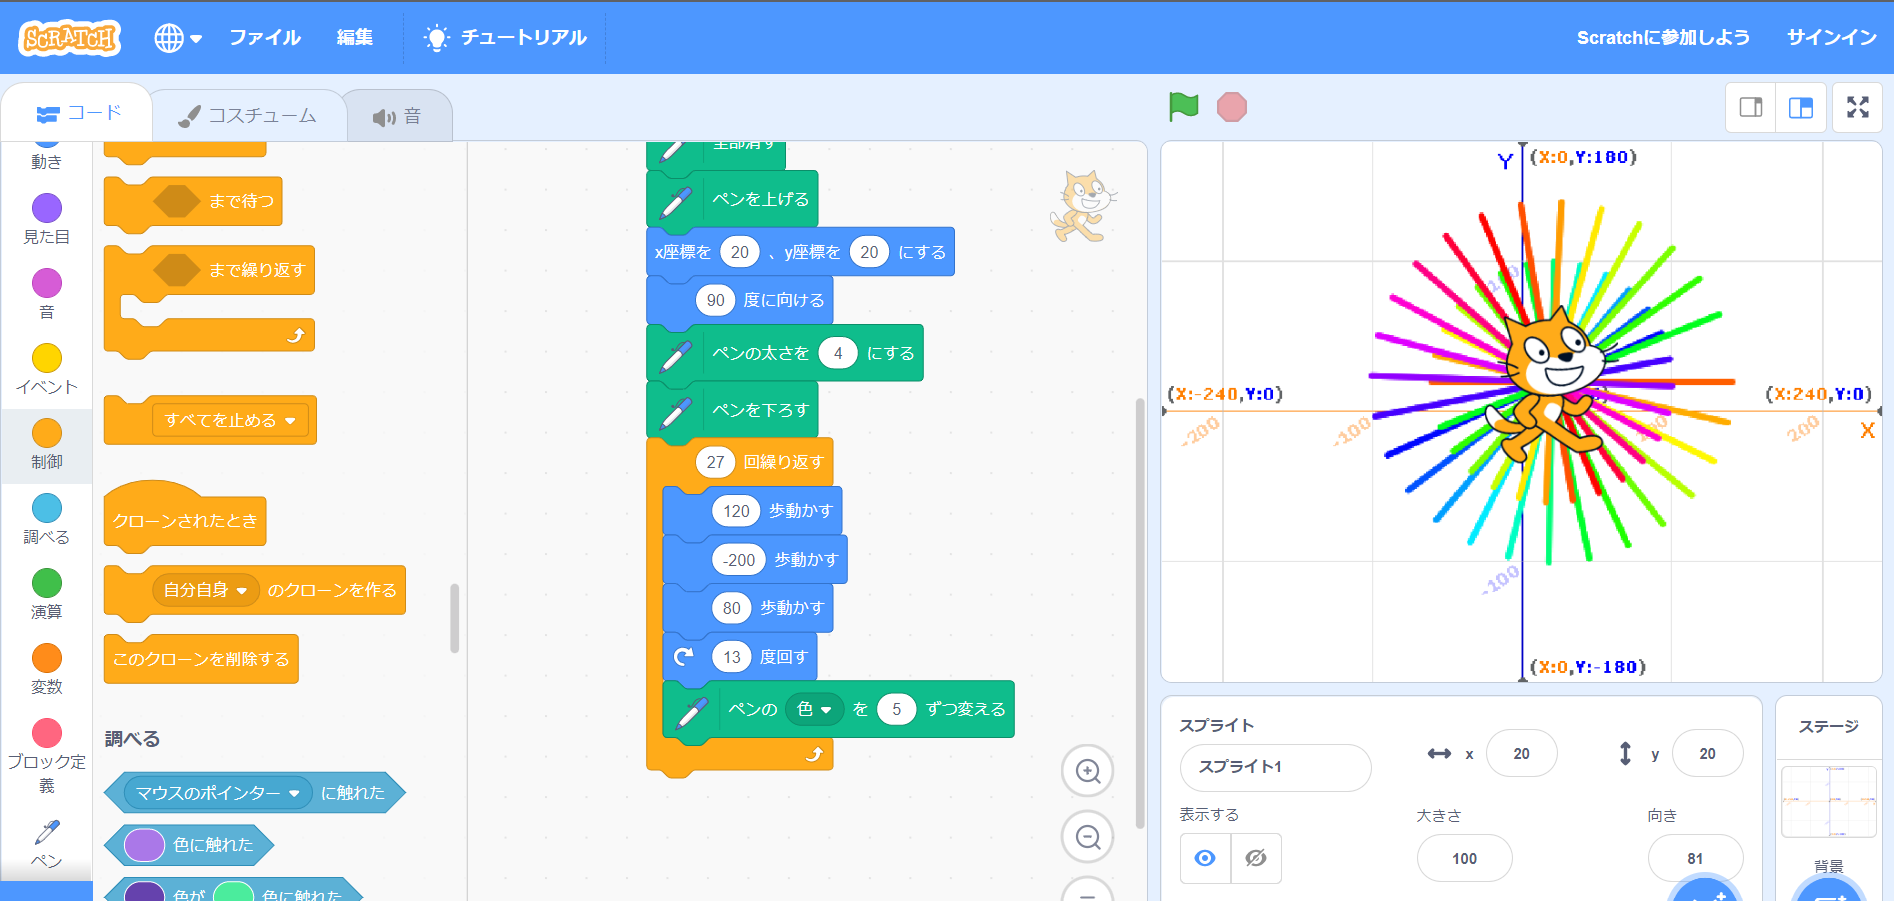 SCRATCH
ファイル
編集
チュートリアル
Scratchに参加しよう
サインイン
コード
コスチューム
音
動き
見た目
音
イベント
制御
調べる
演算
変数
ブロック定
義
ペン
まで待つ
まで繰り返す
すべてを止める
クローンされたとき
自分自身 のクローンを作る
このクローンを削除する
調べる
マウスのポインター に触れた
色に触れた
色が 色に触れた
全部消す
ペンを上げる
x座標を 20 、y座標を 20 にする
90 度に向ける
ペンの太さを 4 にする
ペンを下ろす
27 回繰り返す
120 歩動かす
-200 歩動かす
80 歩動かす
13 度回す
ペンの 色 を 5 ずつ変える
Y (X:0,Y:180)
(X:-240,Y:0)
(X:240,Y:0)
-200
-100
200
X
-100
(X:0,Y:-180)
スプライト
スプライト1
x 20
y 20
表示する
大きさ
100
向き
81
ステージ
背景